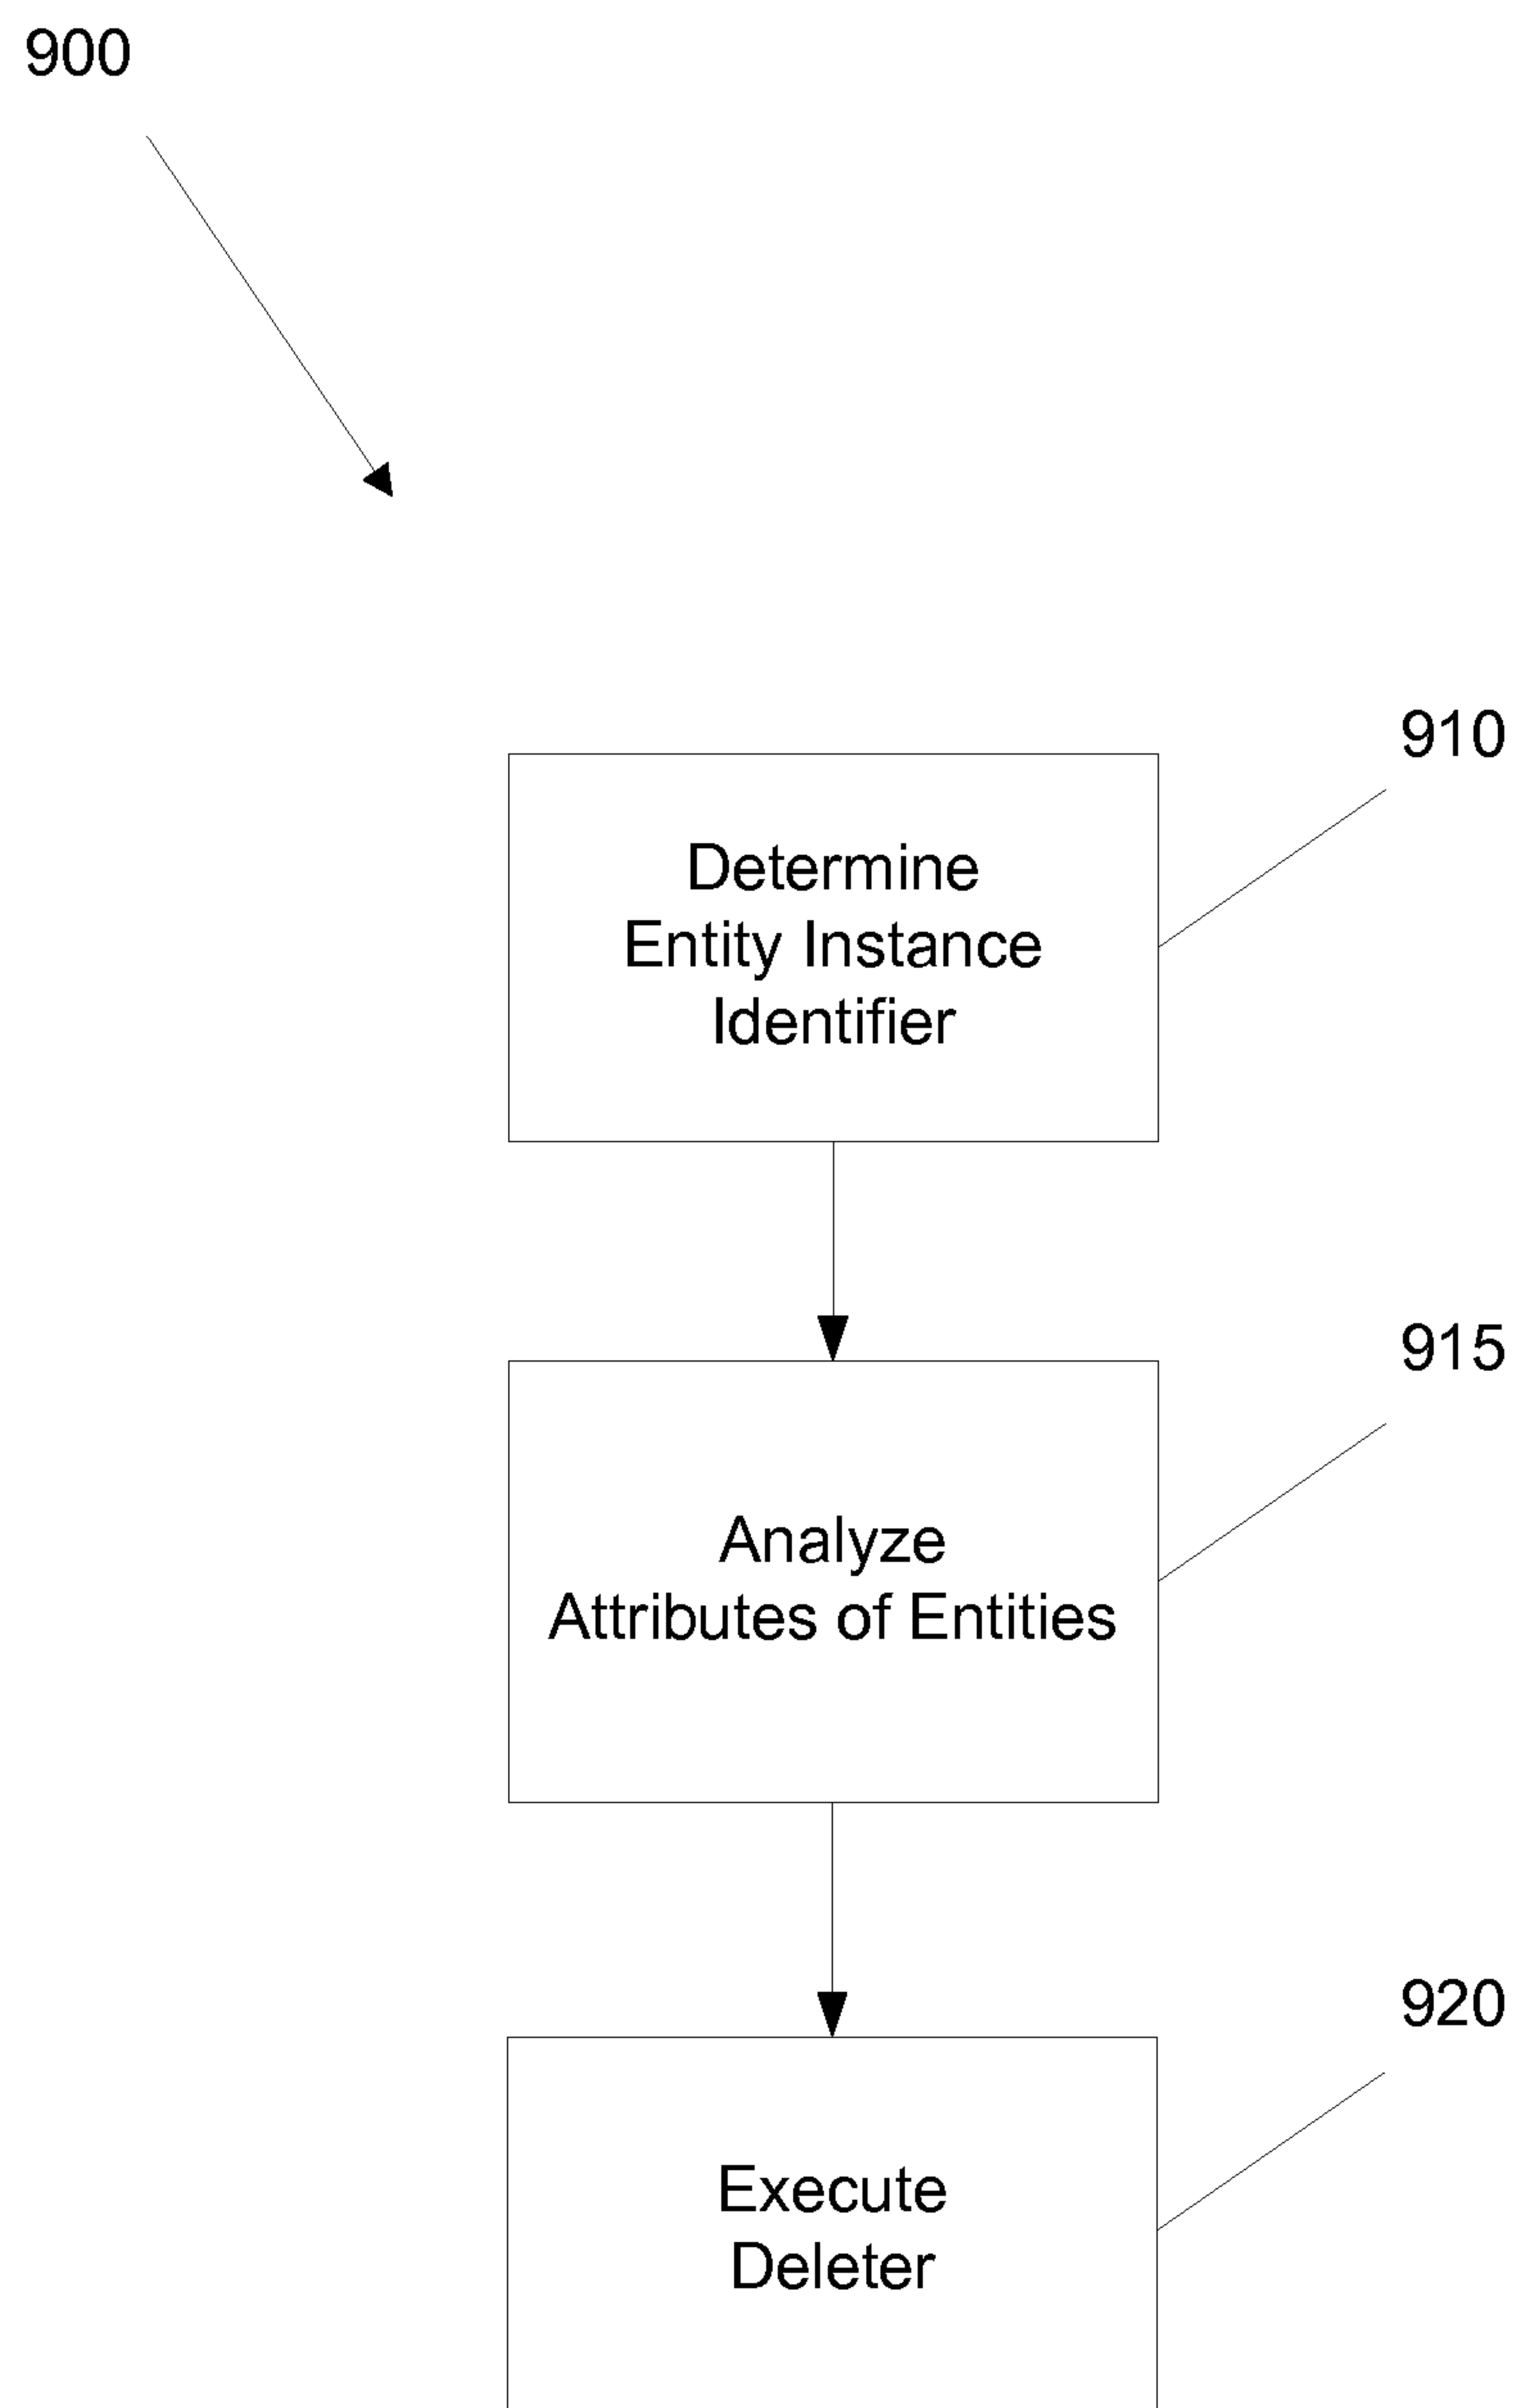 900
910
Determine
Entity Instance
Identifier
915
Analyze
Attributes of Entities
920
Execute
Deleter